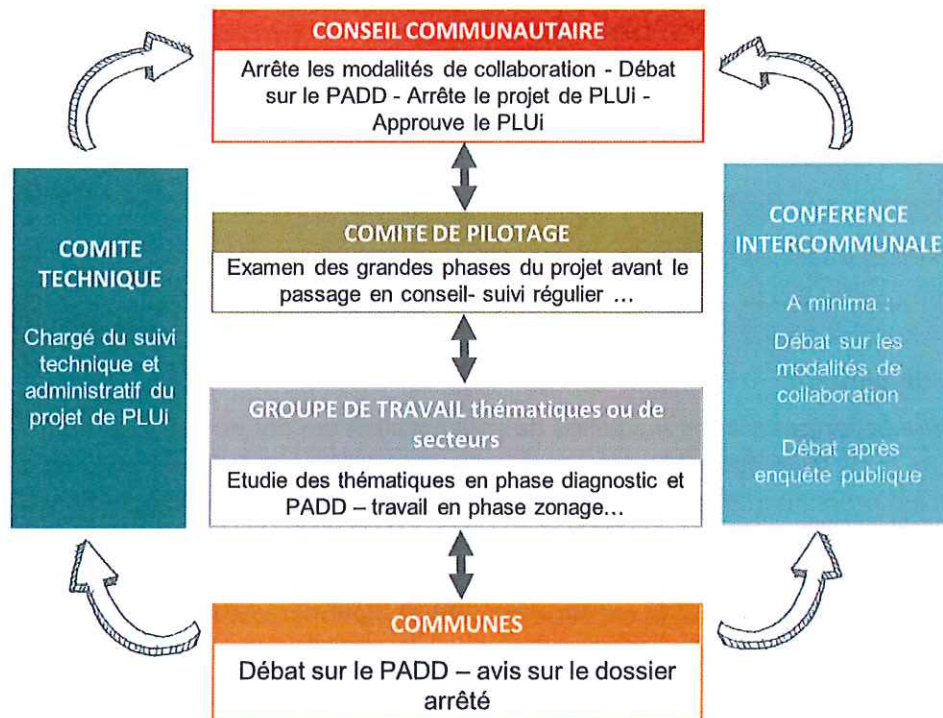 CONSEIL COMMUNAUTAIRE
Arrête les modalités de collaboration - Débat
sur le PADD - Arrête le projet de PLUi -
Approuve le PLUi
COMITE
TECHNIQUE
Chargé du suivi
technique et
administratif du
projet de PLUi
COMITE DE PILOTAGE
Examen des grandes phases du projet avant le
passage en conseil- suivi régulier ...
GROUPE DE TRAVAIL thématiques ou de
secteurs
Etudie des thématiques en phase diagnostic et
PADD – travail en phase zonage...
CONFERENCE
INTERCOMMUNALE
A minima :
Débat sur les
modalités de
collaboration
Débat après
enquête publique
COMMUNES
Débat sur le PADD – avis sur le dossier
arrêté